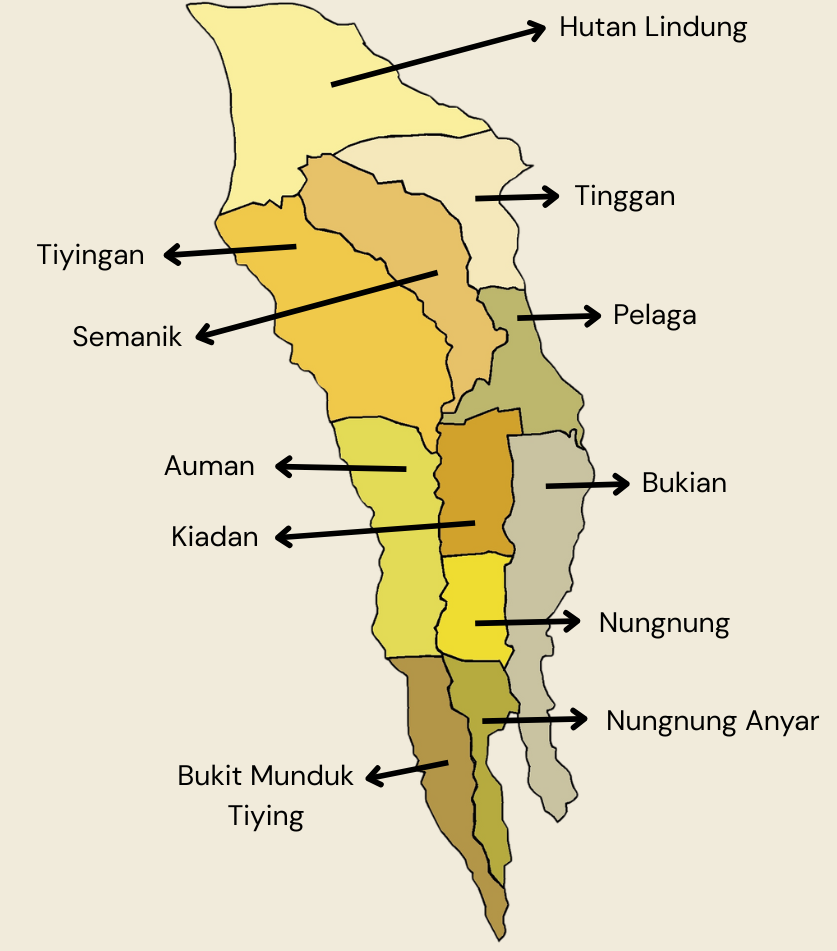 Hutan Lindung
Tinggan
Tiyingan
Pelaga
Semanik
Auman
Bukian
Kiadan
Nungnung
Nungnung Anyar
Bukit Munduk
Tiying